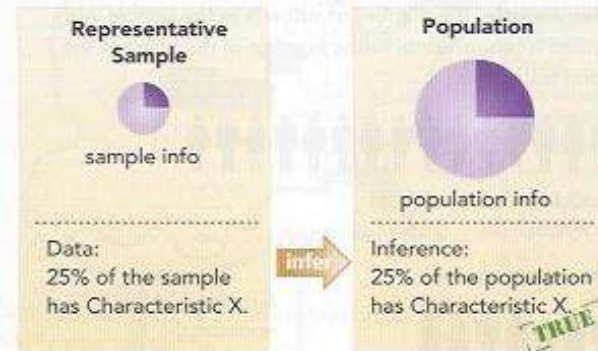 Representative
Sample
sample info
Data:
25% of the sample
has Characteristic X.
infer
Population
population info
Inference:
25% of the population
has Characteristic X.
TRUE